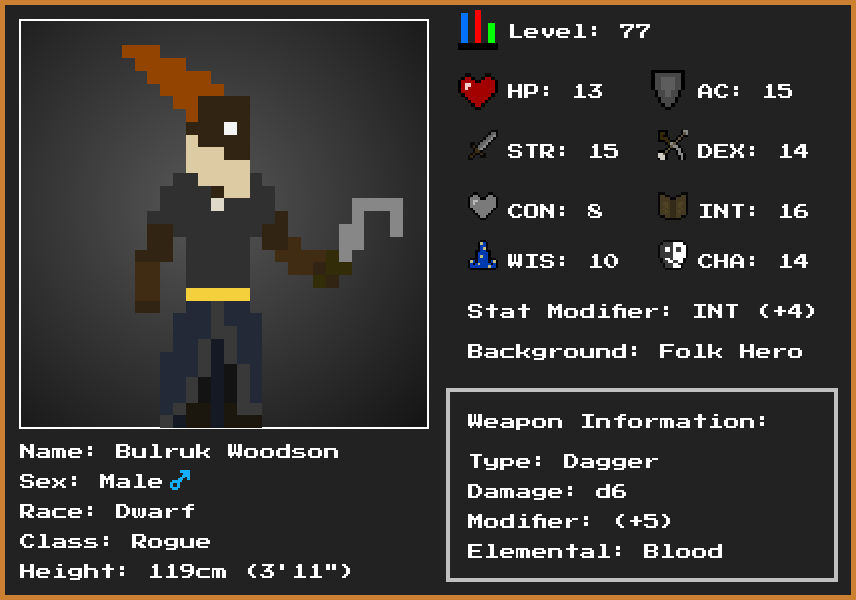 Level: 77
HP: 13
AC: 15
STR: 15
DEX: 14
CON: 8
INT: 16
WIS: 10
CHA: 14
Stat Modifier: INT (+4)
Background: Folk Hero
Weapon Information:
Type: Dagger
Damage: d6
Modifier: (+5)
Elemental: Blood
Name: Bulruk Woodson
Sex: Male ♂
Race: Dwarf
Class: Rogue
Height: 119cm (3'11")